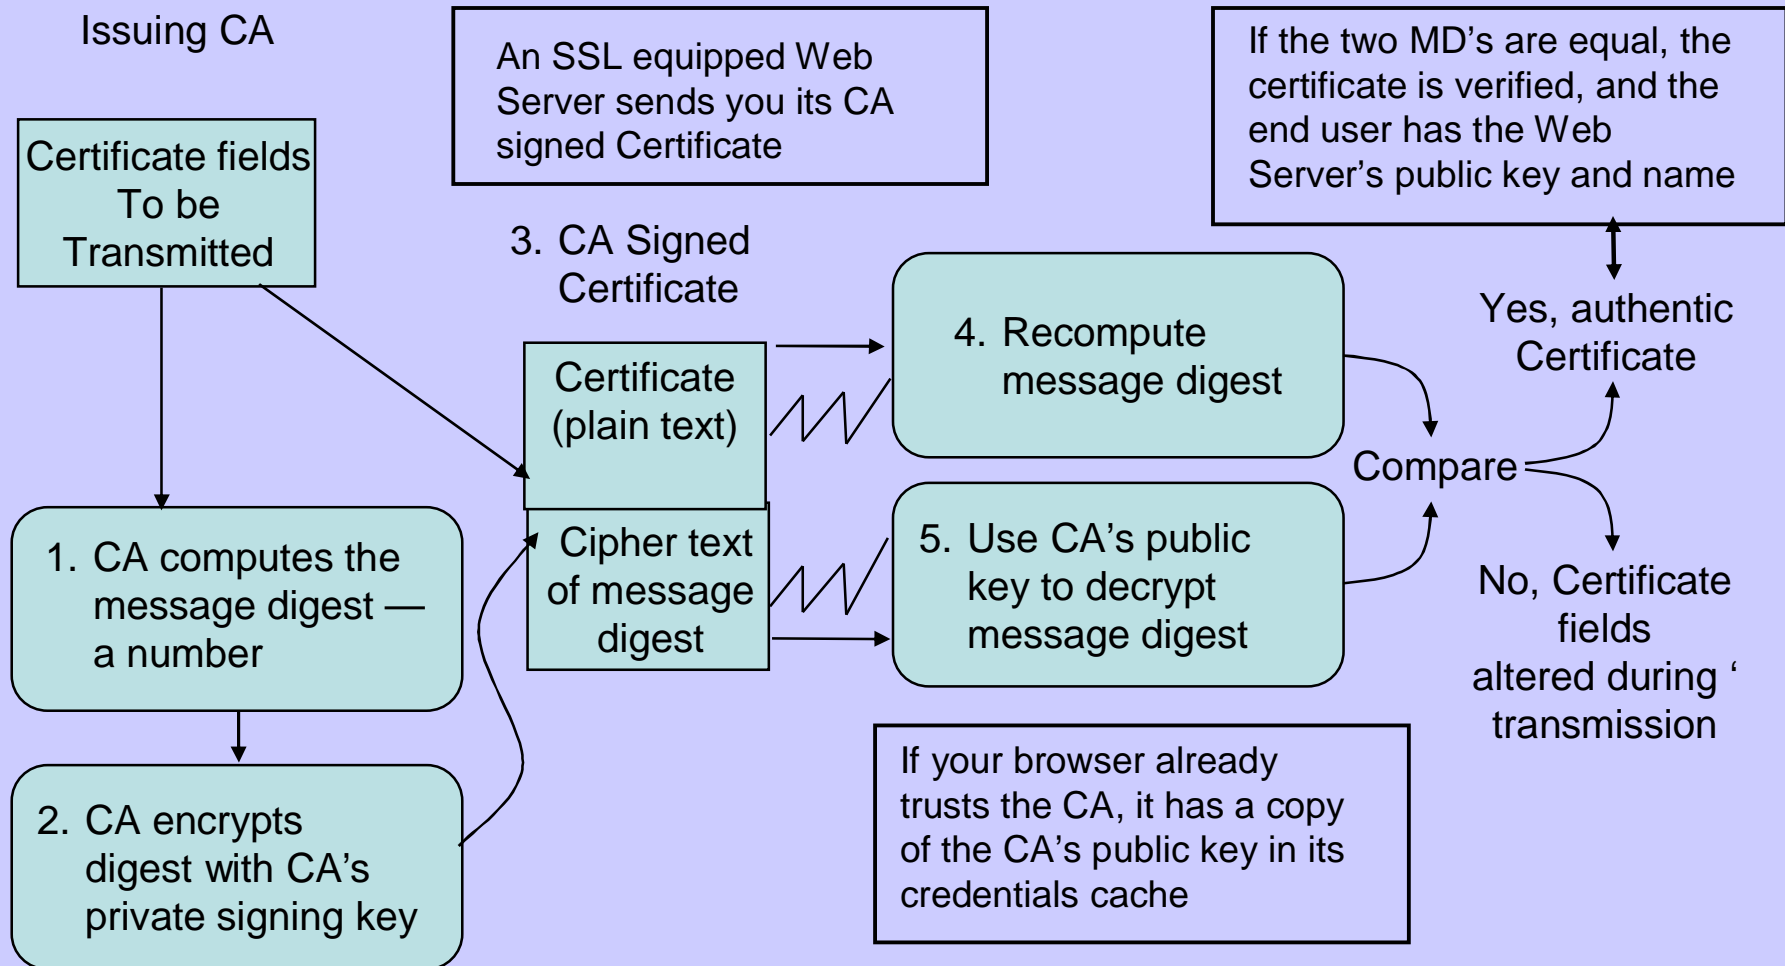 Issuing CA
Certificate fields
To be
Transmitted
1. CA computes the
message digest —
a number
2. CA encrypts
digest with CA’s
private signing key
An SSL equipped Web
Server sends you its CA
signed Certificate
3. CA Signed
Certificate
Certificate
(plain text)
Cipher text
of message
digest
4. Recompute
message digest
5. Use CA’s public
key to decrypt
message digest
If your browser already
trusts the CA, it has a copy
of the CA’s public key in its
credentials cache
Compare
If the two MD’s are equal, the
certificate is verified, and the
end user has the Web
Server’s public key and name
Yes, authentic
Certificate
No, Certificate
fields
altered during ‘
transmission